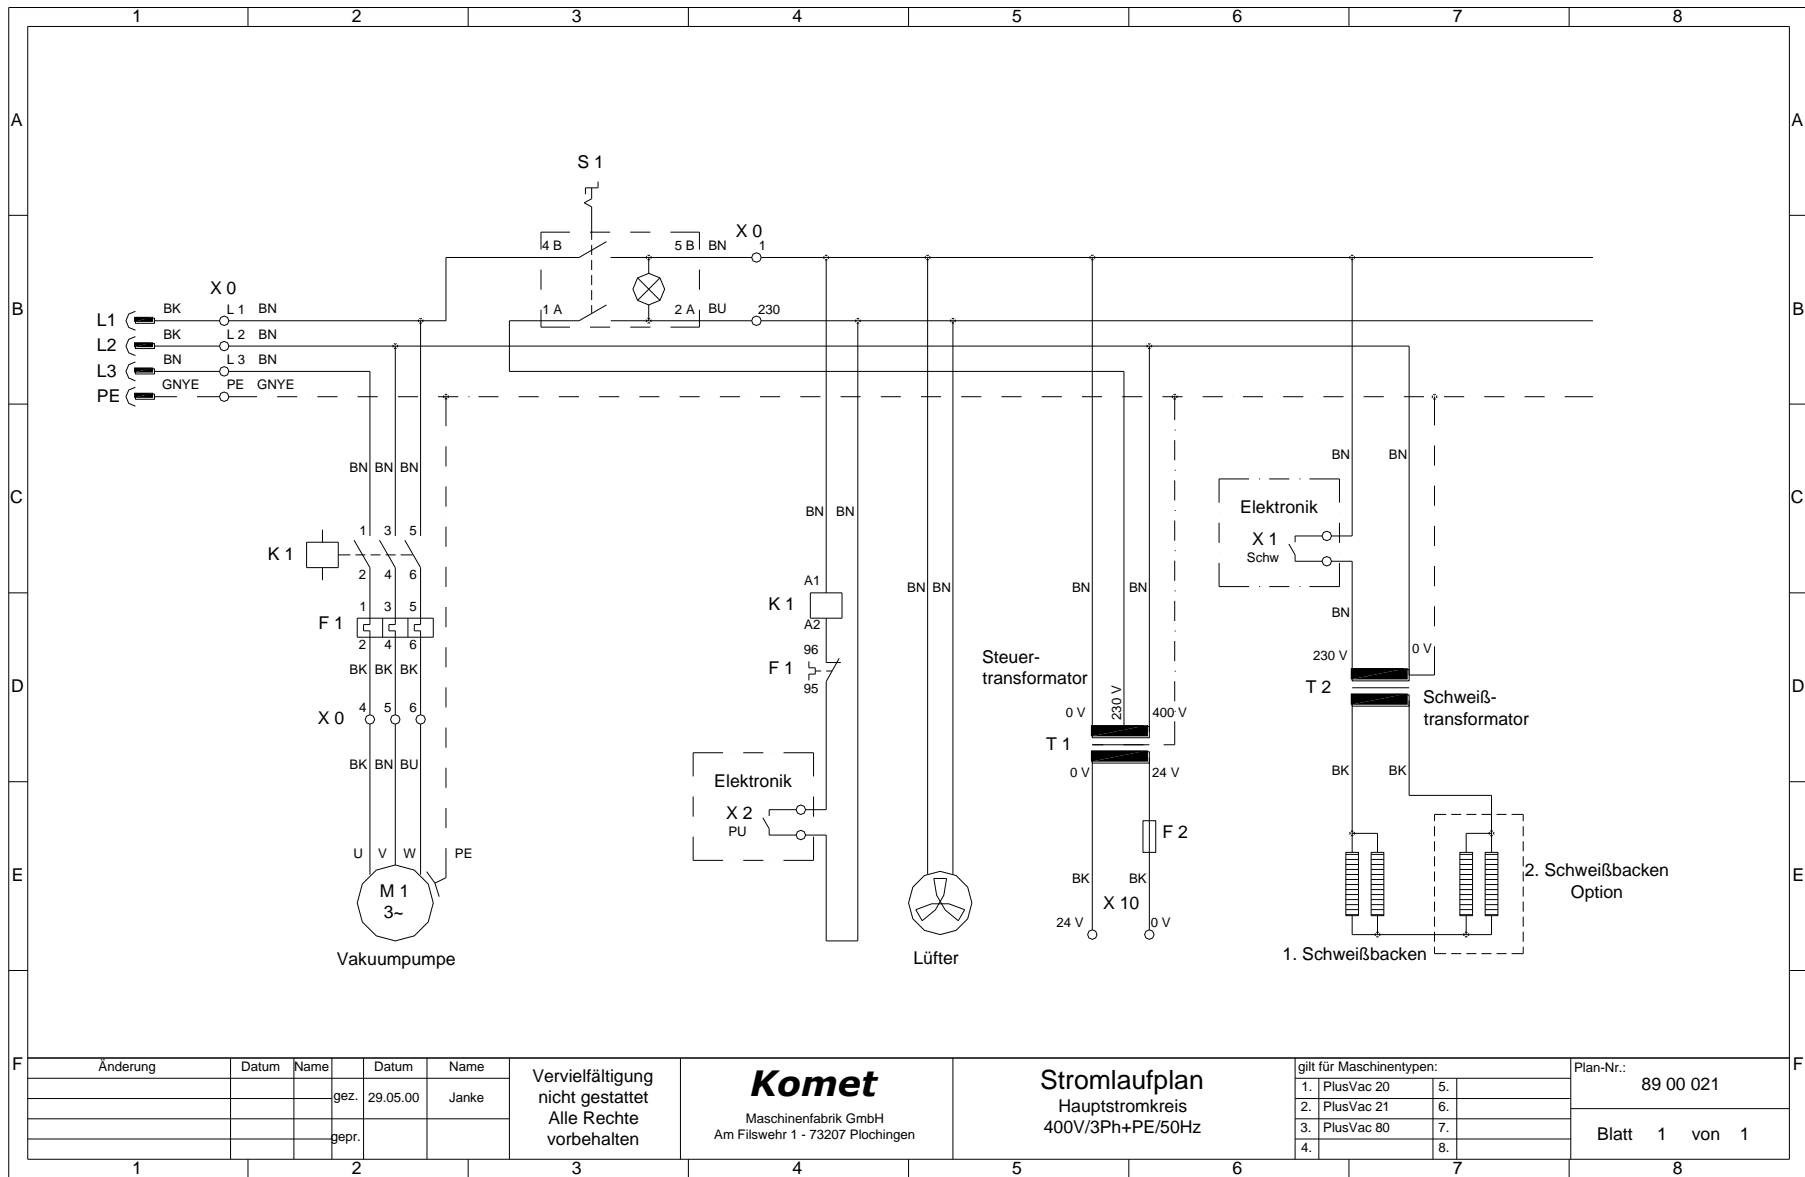 1 2 3 4 5 6 7 8
A A
S 1
X 0
4 B 5 B BN 1
X 0
B B
1 A 2 A BU 230
L1 BK L 1 BN
L2 BK L 2 BN
L3 BN L 3 BN
PE GNYE PE GNYE
BN BN BN
BN BN
C C
Elektronik
X 1
Schw
BN BN
1 3 5
K 1
2 4 6
A1
K 1
A2
BN BN
BN BN
BN
1 3 5
F 1
2 4 6
BK BK BK
96
F 1
95
Steuer-
transformator
230 V 0 V
T 2
Schweiß-
transformator
D D
4 5 6
X 0
0 V 230 V 400 V
T 1
0 V 24 V
BK BN BU
Elektronik
X 2
PU
BK BK
F 2
U V W PE
M 1
3~
Vakuumpumpe
BK BK
X 10
24 V 0 V
Lüfter
E E
2. Schweißbacken
Option
1. Schweißbacken
F F
Änderung Datum Name Datum Name
gez. 29.05.00 Janke
gepr.
Vervielfältigung
nicht gestattet
Alle Rechte
vorbehalten
Komet
Maschinenfabrik GmbH
Am Filswehr 1 - 73207 Plochingen
Stromlaufplan
Hauptstromkreis
400V/3Ph+PE/50Hz
gilt für Maschinentypen:
1. PlusVac 20 5.
2. PlusVac 21 6.
3. PlusVac 80 7.
4. 8.
Plan-Nr.:
89 00 021
Blatt 1 von 1
1 2 3 4 5 6 7 8